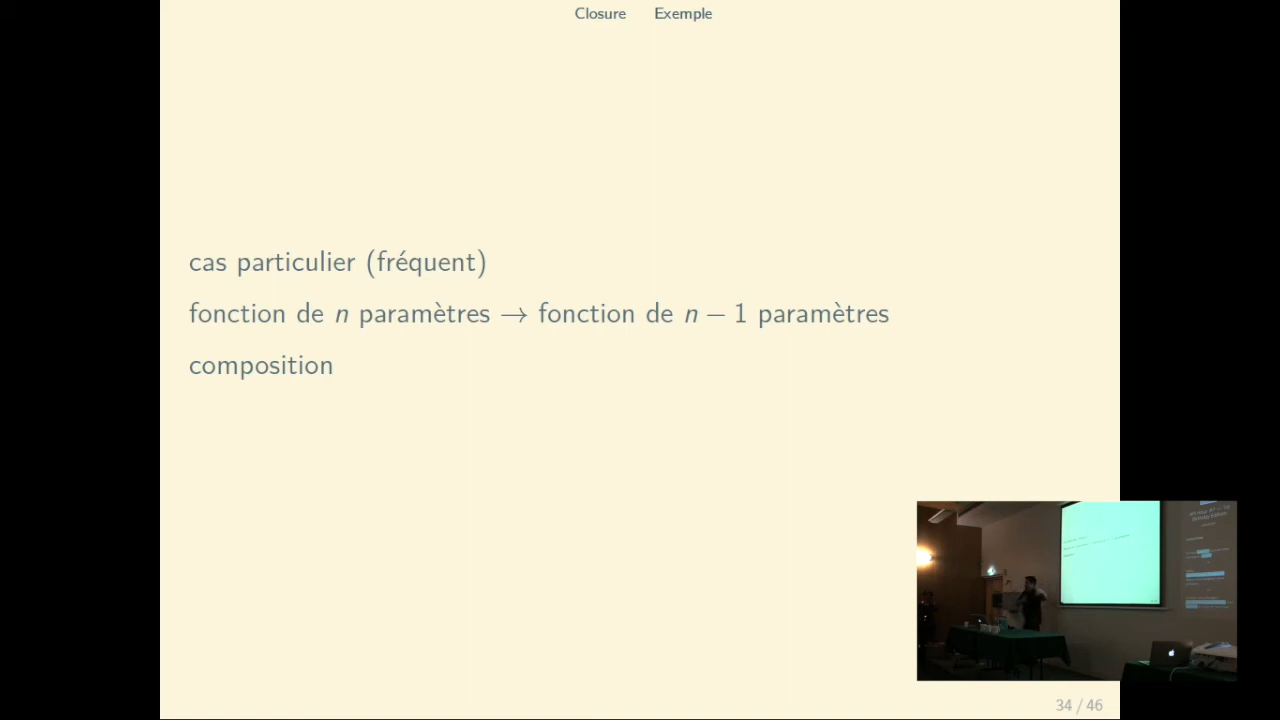 Closure Exemple
cas particulier (fréquent)
fonction de n paramètres → fonction de n − 1 paramètres
composition
34 / 46